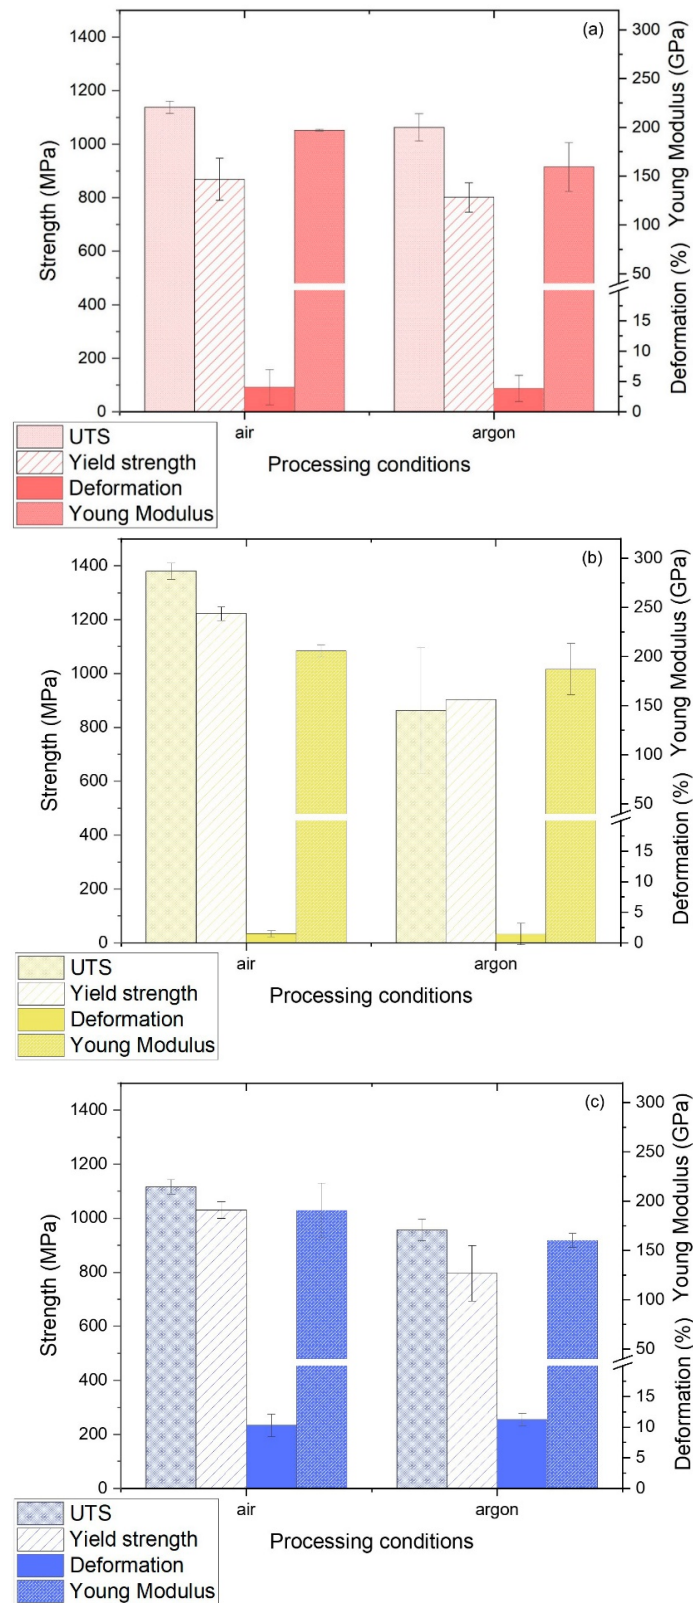 (a)
1400
1200
1000
800
600
400
200
0
Strength (MPa)
300
250
200
150
100
50
15
10
5
0
Young Modulus (GPa)
Deformation (%)
air
argon
Processing conditions
UTS
Yield strength
Deformation
Young Modulus
(b)
1400
1200
1000
800
600
400
200
0
Strength (MPa)
300
250
200
150
100
50
15
10
5
0
Young Modulus (GPa)
Deformation (%)
air
argon
Processing conditions
UTS
Yield strength
Deformation
Young Modulus
(c)
1400
1200
1000
800
600
400
200
0
Strength (MPa)
300
250
200
150
100
50
15
10
5
0
Young Modulus (GPa)
Deformation (%)
air
argon
Processing conditions
UTS
Yield strength
Deformation
Young Modulus